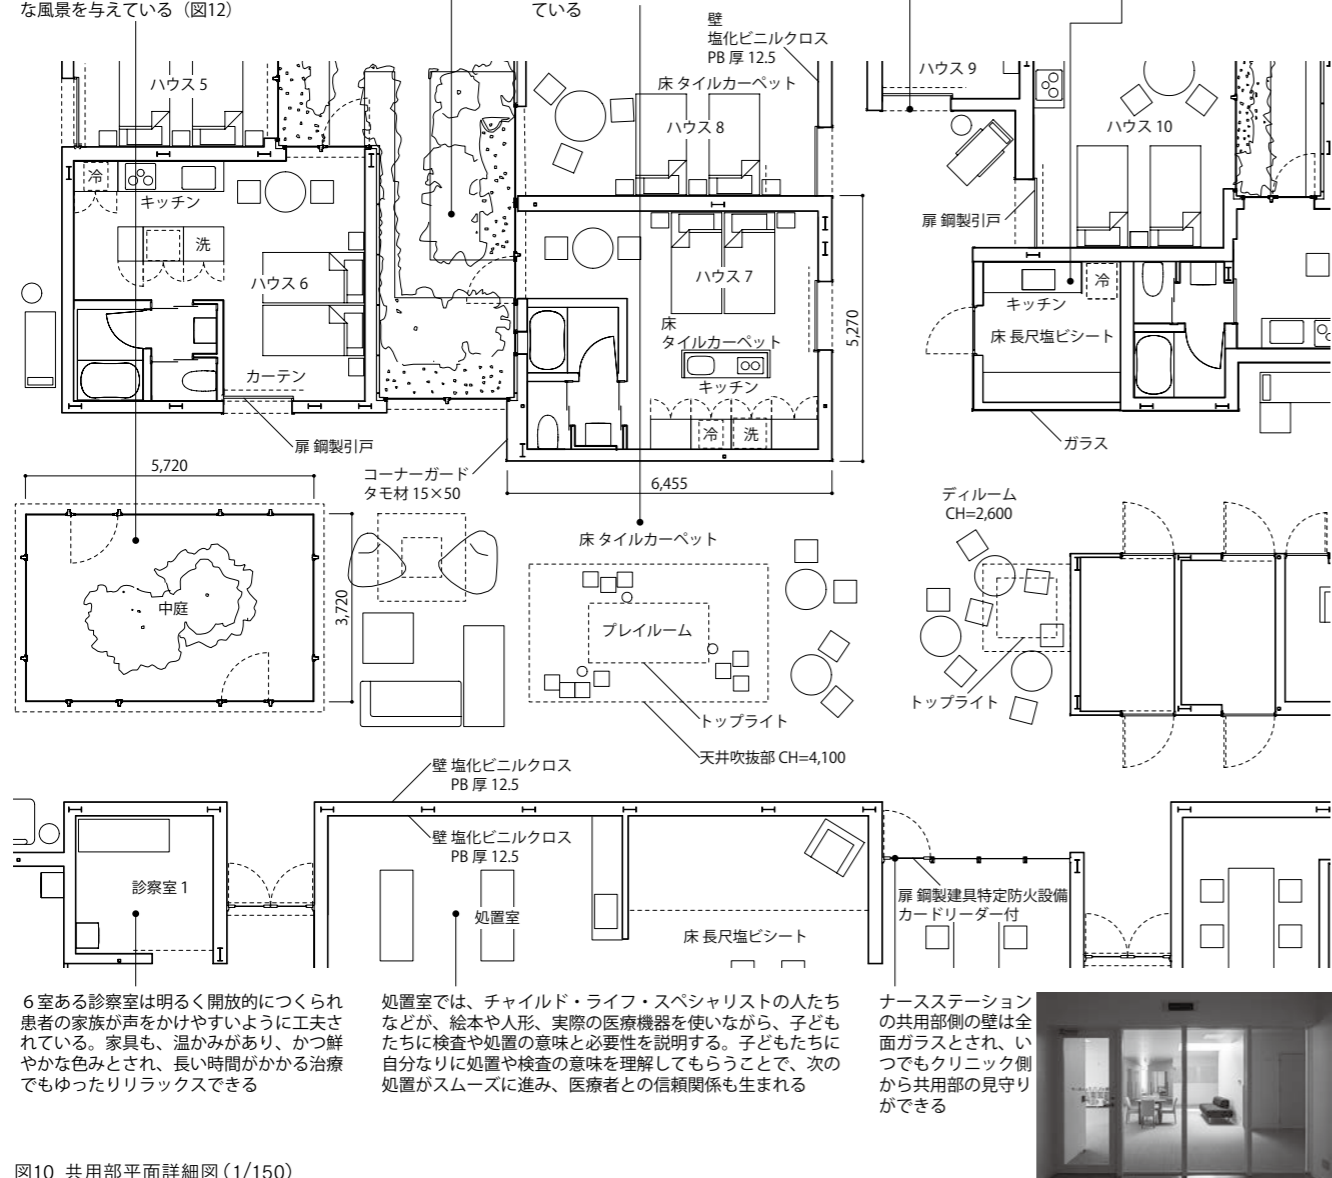 な風景を与えている（図12）
ている
壁
塩化ビニルクロス
PB 厚 12.5
床 タイルカーペット
ハウス 5
ハウス 8
ハウス 9
ハウス 10
冷
キッチン
洗
ハウス 6
カーテン
扉 鋼製引戸
ハウス 7
床
タイルカーペット
キッチン
冷
洗
5,270
6,455
扉 鋼製引戸
キッチン
冷
床 長尺塩ビシート
ガラス
5,720
コーナーガード
タモ材 15×50
3,720
中庭
床 タイルカーペット
プレイルーム
トップライト
天井吹抜部 CH=4,100
ディルーム
CH=2,600
トップライト
壁 塩化ビニルクロス
PB 厚 12.5
壁 塩化ビニルクロス
PB 厚 12.5
診察室 1
処置室
床 長尺塩ビシート
扉 鋼製建具特定防火設備
カードリーダー付
６室ある診察室は明るく開放的につくられ
患者の家族が声をかけやすいように工夫さ
れている。家具も、温かみがあり、かつ鮮
やかな色みとされ、長い時間がかかる治療
でもゆったりリラックスできる
処置室では、チャイルド・ライフ・スペシャリストの人たち
などが、絵本や人形、実際の医療機器を使いながら、子ども
たちに検査や処置の意味と必要性を説明する。子どもたちに
自分なりに処置や検査の意味を理解してもらうことで、次の
処置がスムーズに進み、医療者との信頼関係も生まれる
ナースステーション
の共用部側の壁は全
面ガラスとされ、い
つでもクリニック側
から共用部の見守り
ができる
図10 共用部平面詳細図（1/150）